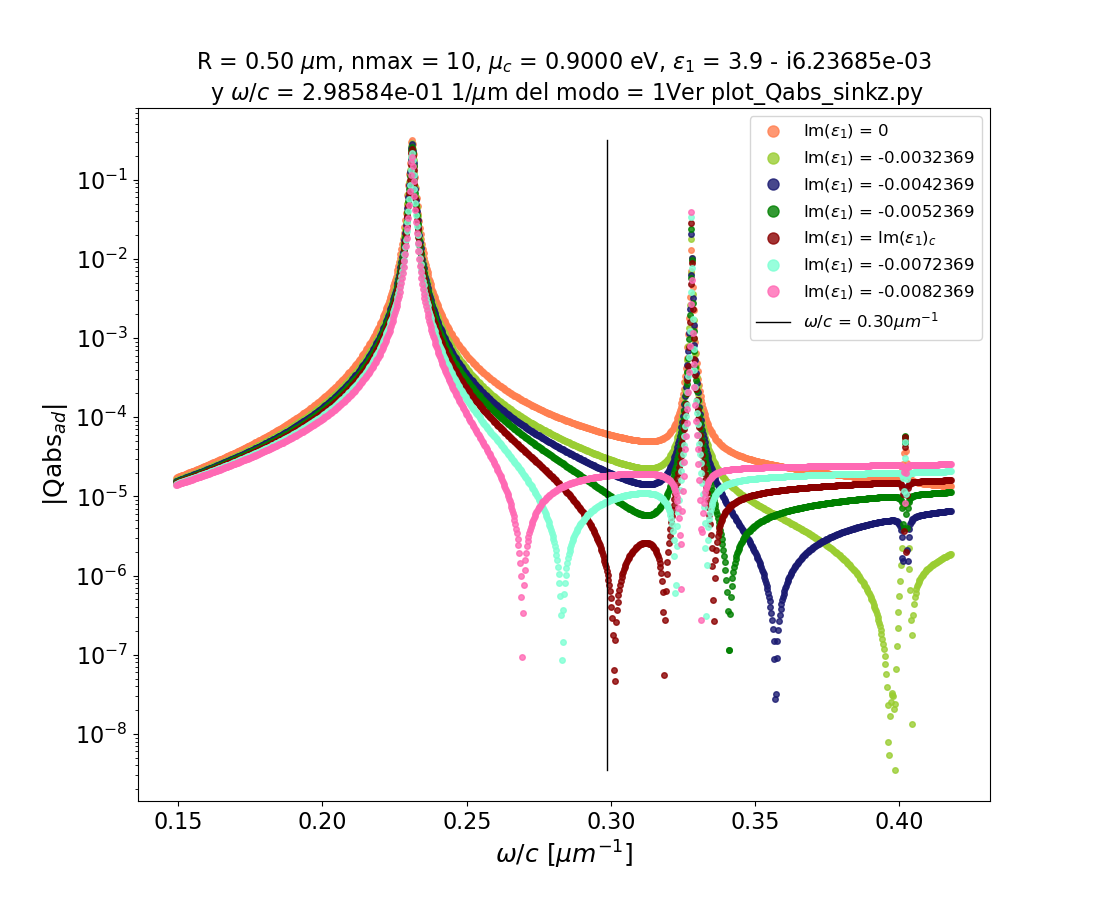 R = 0.50 μm, nmax = 10, μc = 0.9000 eV, ε1 = 3.9 - i6.23685e-03
y ω/c = 2.98584e-01 1/μm del modo = 1Ver plot_Qabs_sinkz.py
Im(ε1) = 0
Im(ε1) = -0.0032369
Im(ε1) = -0.0042369
Im(ε1) = -0.0052369
Im(ε1) = Im(ε1)c
Im(ε1) = -0.0072369
Im(ε1) = -0.0082369
ω/c = 0.30μm⁻¹
|Qabsad|
10⁻¹
10⁻²
10⁻³
10⁻⁴
10⁻⁵
10⁻⁶
10⁻⁷
10⁻⁸
0.15 0.20 0.25 0.30 0.35 0.40
ω/c [μm⁻¹]